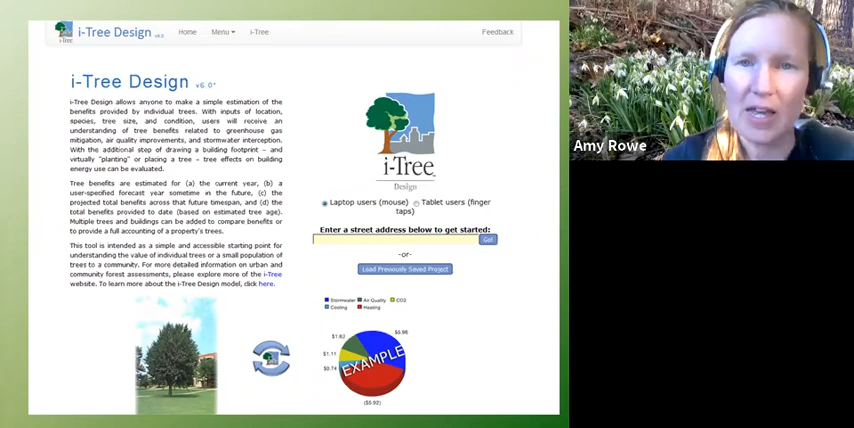 i-Tree Design v6.0
Home
Menu
i-Tree
Feedback
i-Tree Design v6.0*
i-Tree Design allows anyone to make a simple estimation of the
benefits provided by individual trees. With inputs of location,
species, tree size, and condition, users will receive an
understanding of tree benefits related to greenhouse gas
mitigation, air quality improvements, and stormwater interception.
With the additional step of drawing a building footprint – and
virtually "planting" or placing a tree – tree effects on building
energy use can be evaluated.
Tree benefits are estimated for (a) the current year, (b) a
user-specified forecast year sometime in the future, (c) the
projected total benefits across that future timespan, and (d) the
total benefits provided to date (based on estimated tree age).
Multiple trees and buildings can be added to compare benefits or
to provide a full accounting of a property's trees.
This tool is intended as a simple and accessible starting point for
understanding the value of individual trees or a small population of
trees to a community. For more detailed information on urban and
community forest assessments, please explore more of the i-Tree
website. To learn more about the i-Tree Design model, click here.
i-Tree
Design
Laptop users (mouse)
Tablet users (finger
taps)
Enter a street address below to get started:
Go!
-or-
Load Previously Saved Project
Stormwater Air Quality CO2
Cooling Heating
$1.63
$5.96
$1.11
$0.74
EXAMPLE
($5.92)
i-Tree
Amy Rowe